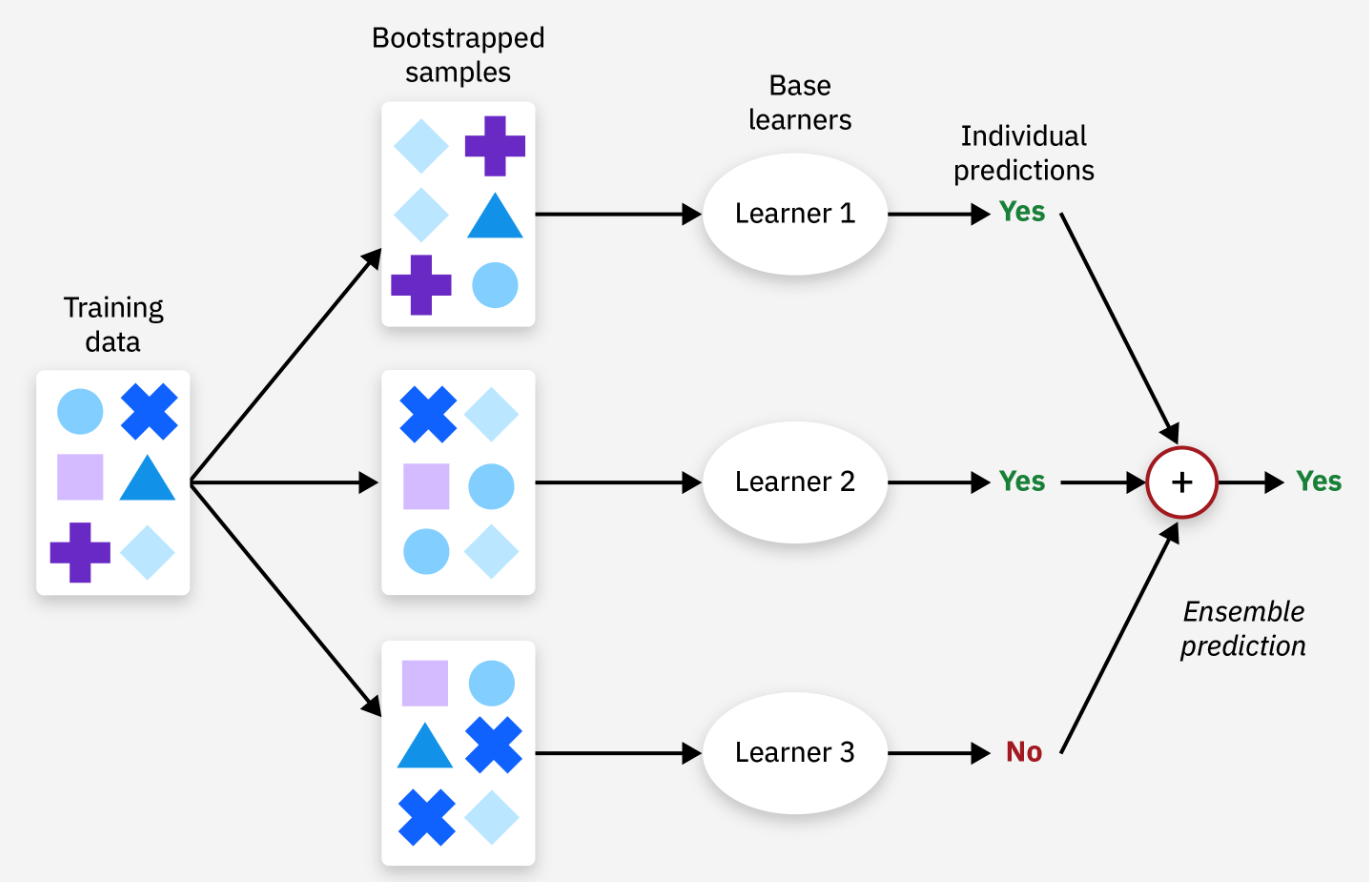 Bootstrapped
samples
Base
learners
Individual
predictions
Learner 1
Yes
Training
data
Learner 2
Yes
+
Yes
Ensemble
prediction
Learner 3
No